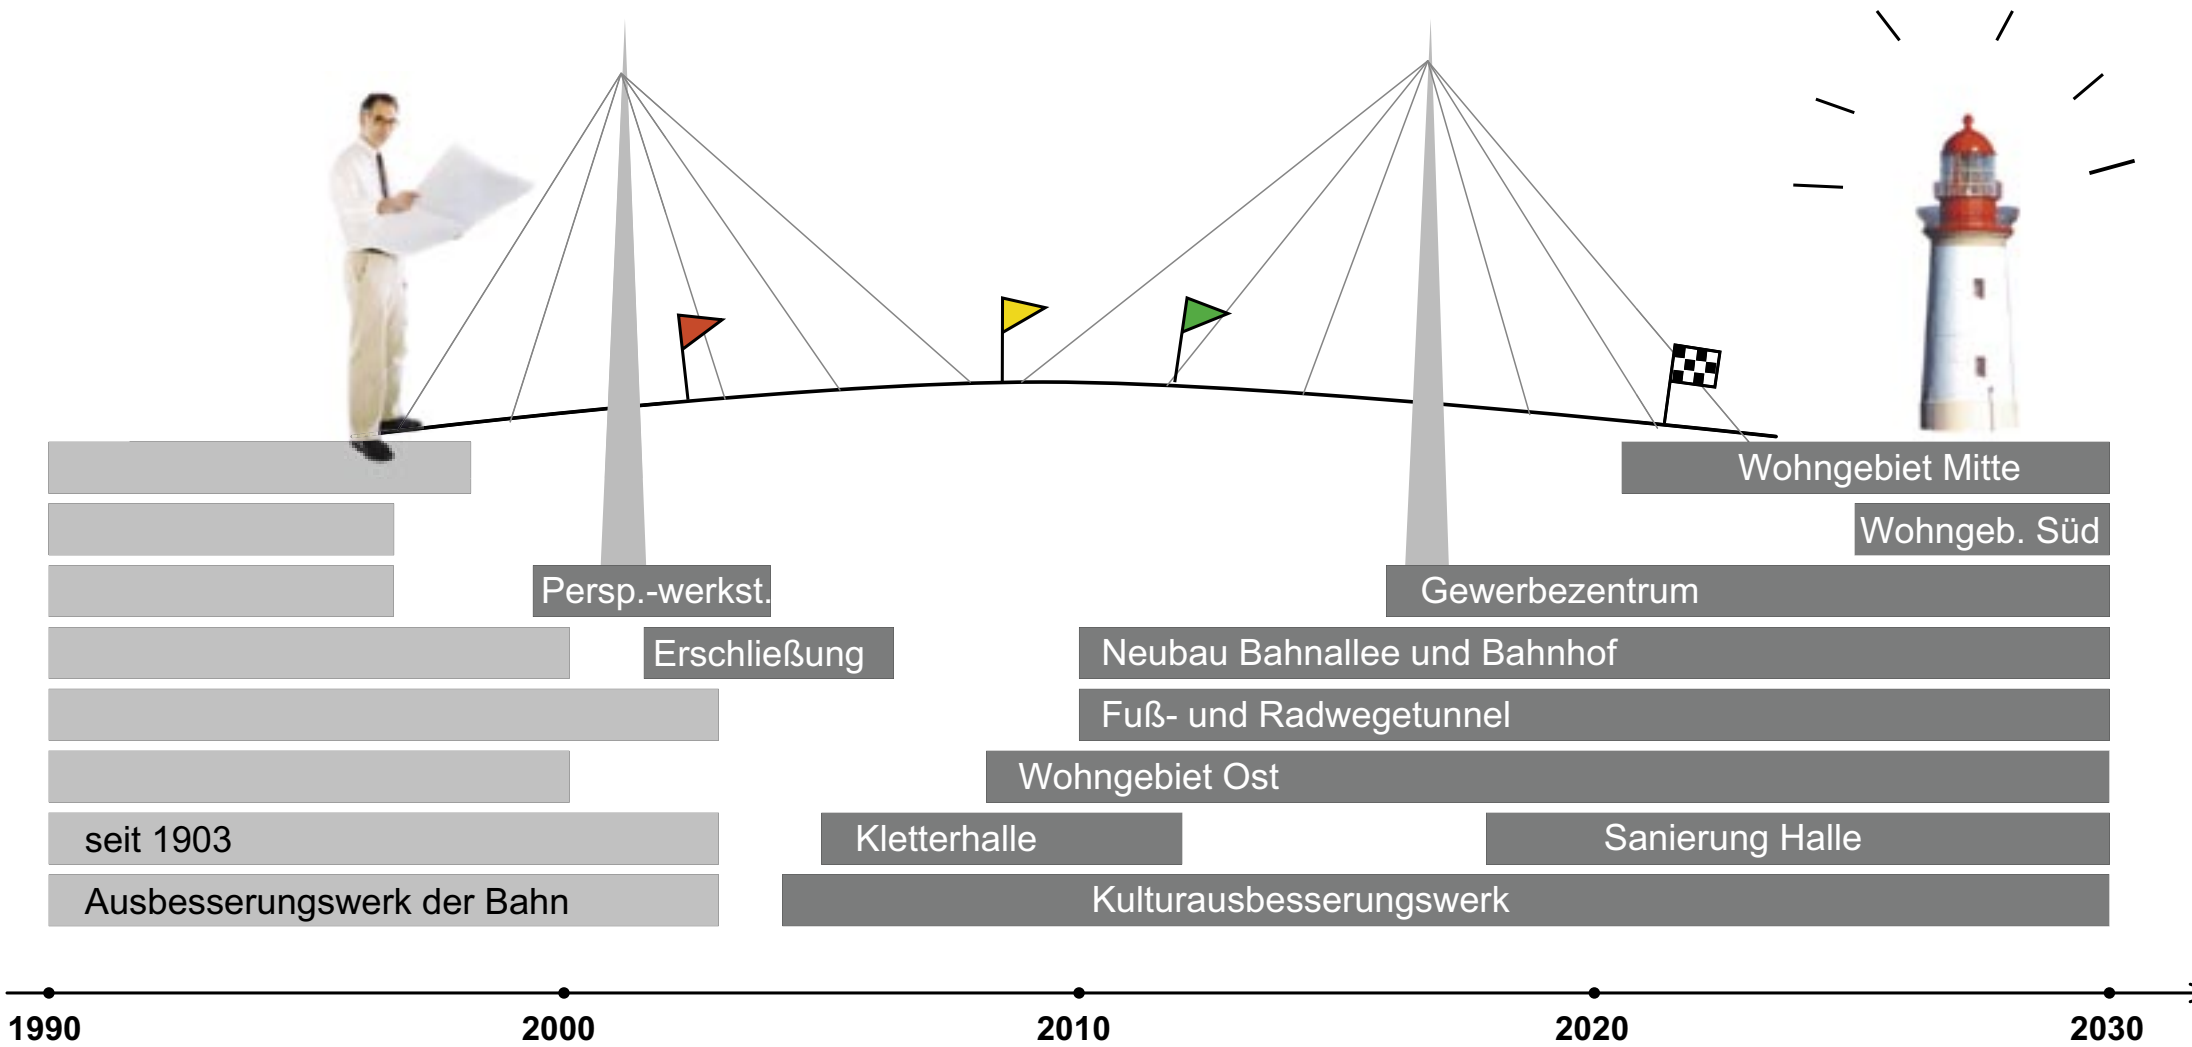 Wohngebiet Mitte
Wohngeb. Süd
Persp.-werkst.
Gewerbezentrum
Erschließung
Neubau Bahnallee und Bahnhof
Fuß- und Radwegetunnel
Wohngebiet Ost
seit 1903
Kletterhalle
Sanierung Halle
Ausbesserungswerk der Bahn
Kulturausbesserungswerk
1990
2000
2010
2020
2030